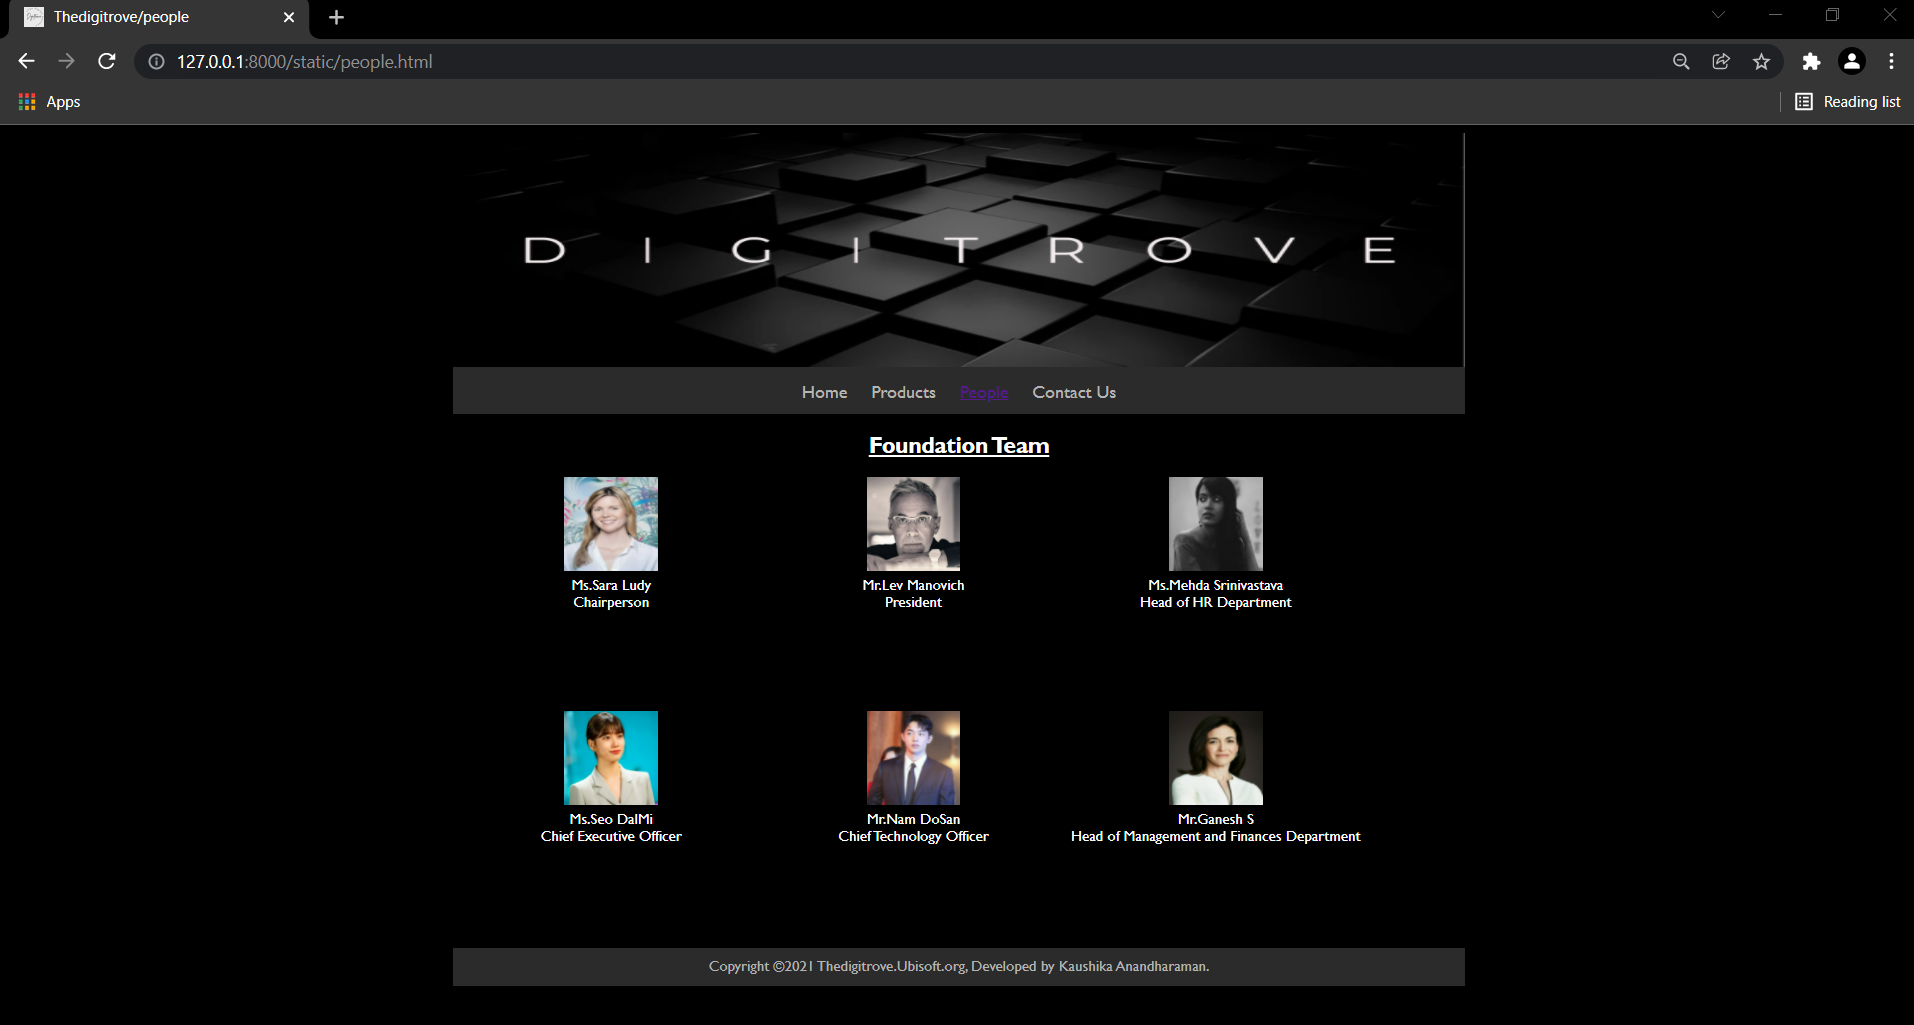 Thedigitrove/people
127.0.0.1:8000/static/people.html
Apps
Reading list
D I G I T R O V E
Home Products People Contact Us
Foundation Team
Ms.Sara Ludy
Chairperson
Mr.Lev Manovich
President
Ms.Mehda Srinivastava
Head of HR Department
Ms.Seo DalMi
Chief Executive Officer
Mr.Nam DoSan
Chief Technology Officer
Mr.Ganesh S
Head of Management and Finances Department
Copyright ©2021 Thedigitrove.Ubisoft.org, Developed by Kaushika Anandharaman.